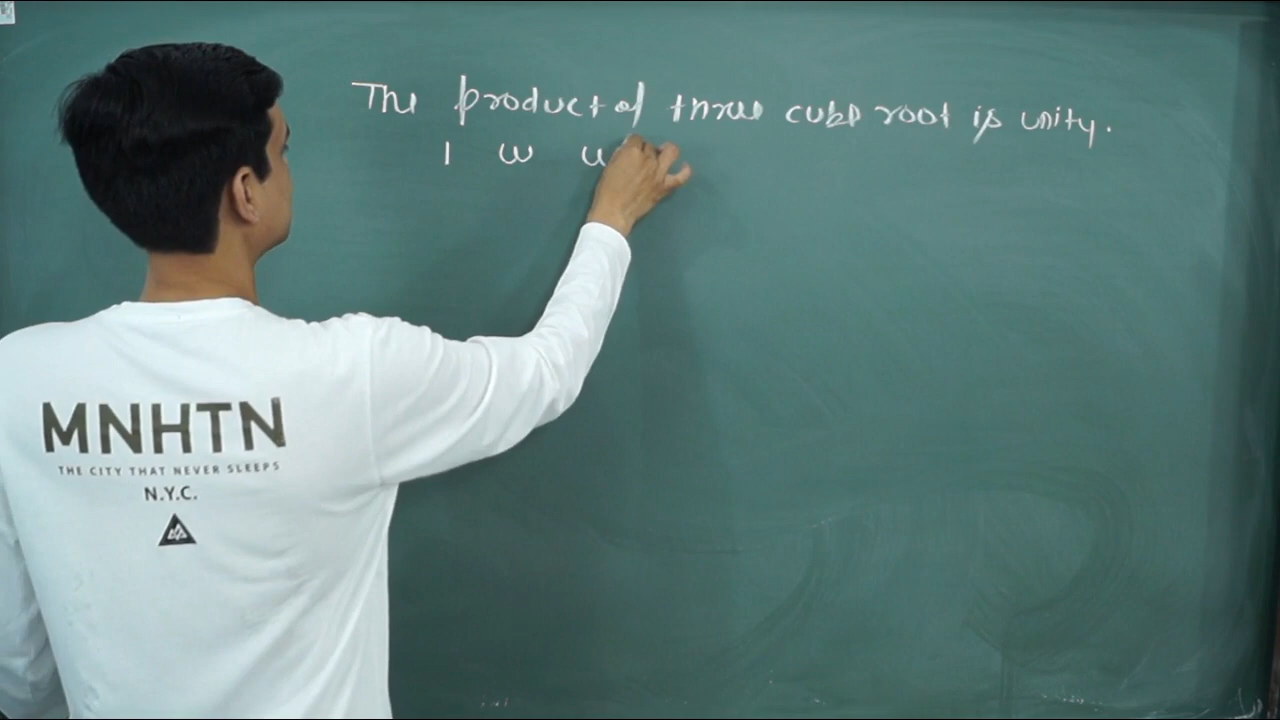 The product of three cube root is unity.
1 ω
MNHTN
THE CITY THAT NEVER SLEEPS
N.Y.C.